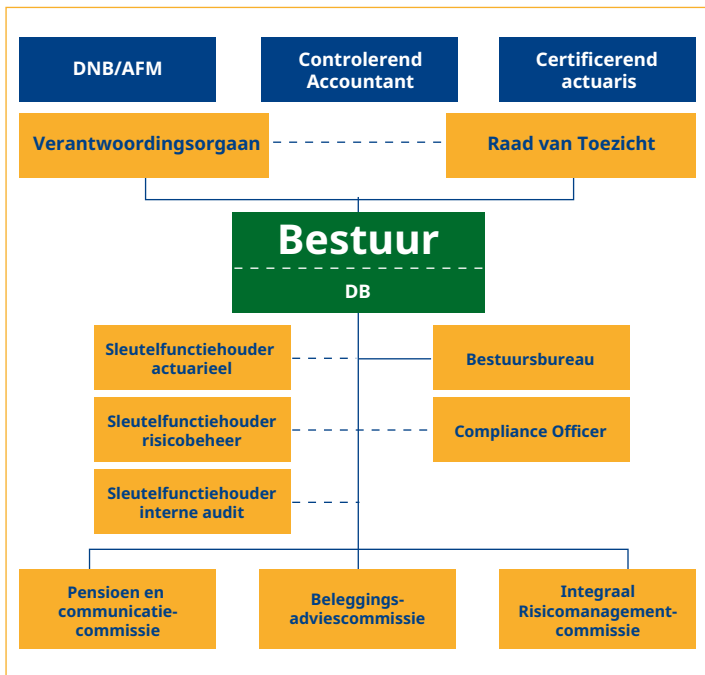 DNB/AFM
Controlerend
Accountant
Certificerend
actuaris
Verantwoordingsorgaan
Raad van Toezicht
Bestuur
DB
Sleutelfunctiehouder
actuarieel
Bestuursbureau
Sleutelfunctiehouder
risicobeheer
Compliance Officer
Sleutelfunctiehouder
interne audit
Pensioen en
communicatie-
commissie
Beleggings-
adviescommissie
Integraal
Risicomanagement-
commissie